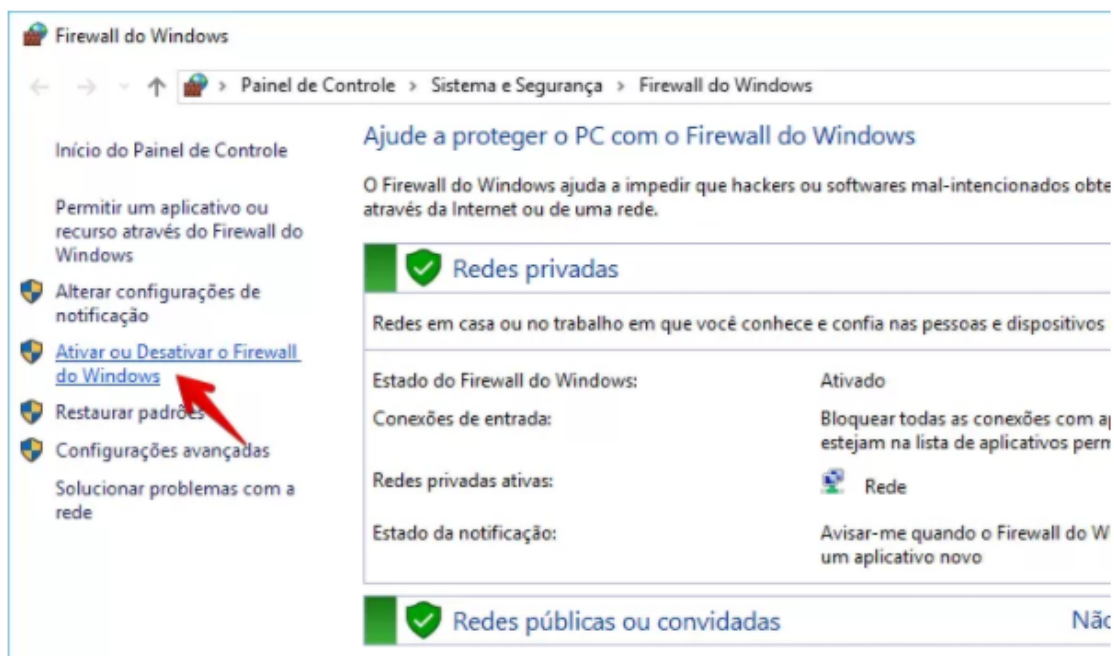 Firewall do Windows
Painel de Controle > Sistema e Segurança > Firewall do Windows
Início do Painel de Controle
Permitir um aplicativo ou
recurso através do Firewall do
Windows
Alterar configurações de
notificação
Ativar ou Desativar o Firewall
do Windows
Restaurar padrões
Configurações avançadas
Solucionar problemas com a
rede
Ajude a proteger o PC com o Firewall do Windows
O Firewall do Windows ajuda a impedir que hackers ou softwares mal-intencionados obte
através da Internet ou de uma rede.
Redes privadas
Redes em casa ou no trabalho em que você conhece e confia nas pessoas e dispositivos
Estado do Firewall do Windows: Ativado
Conexões de entrada: Bloquear todas as conexões com
estejam na lista de aplicativos perm
Redes privadas ativas: Rede
Estado da notificação: Avisar-me quando o Firewall do W
um aplicativo novo
Redes públicas ou convidadas Não